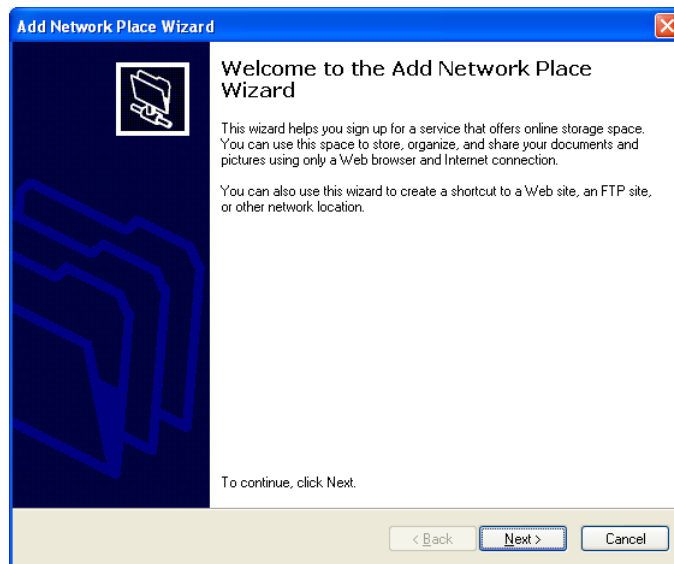 Add Network Place Wizard
Welcome to the Add Network Place
Wizard
This wizard helps you sign up for a service that offers online storage space.
You can use this space to store, organize, and share your documents and
pictures using only a Web browser and Internet connection.
You can also use this wizard to create a shortcut to a Web site, an FTP site,
or other network location.
To continue, click Next.
< Back
Next >
Cancel